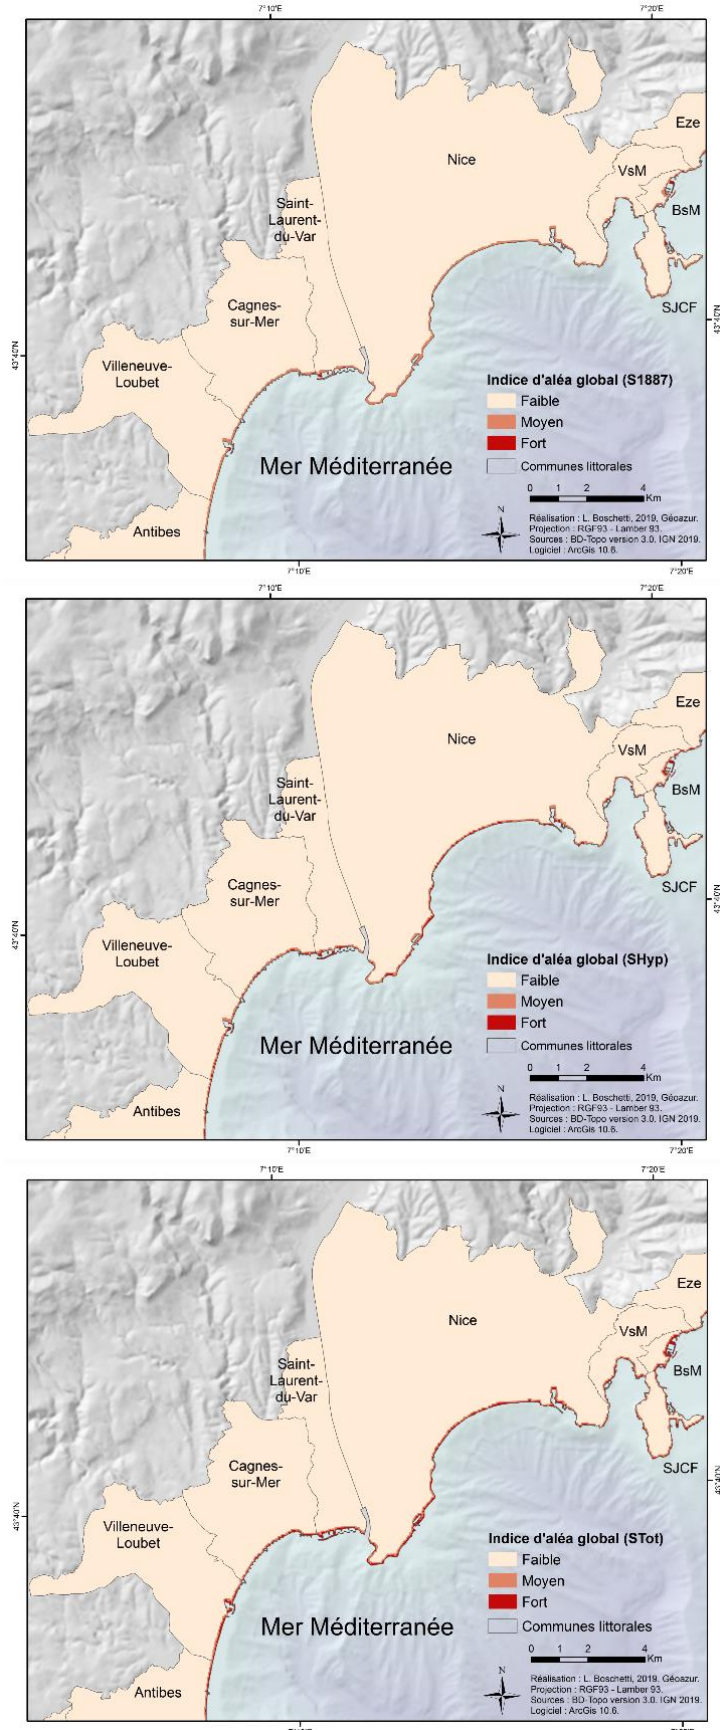 7°10'E
7°20'E
Eze
Nice
VsM
Saint-
Laurent-
du-Var
BsM
Cagnes-
sur-Mer
SJCF
43°40'N
43°40'N
Villeneuve-
Loubet
Indice d'aléa global (S1887)
Faible
Moyen
Fort
Mer Méditerranée
Communes littorales
0 1 2 4
Km
Antibes
N
Réalisation : L. Boschetti, 2019, Géoazur.
Projection : RGF93 - Lamber 93.
Sources : BD-Topo version 3.0. IGN 2019.
Logiciel : ArcGis 10.6.
7°10'E
7°20'E
7°10'E
7°20'E
Eze
Nice
VsM
Saint-
Laurent-
du-Var
BsM
Cagnes-
sur-Mer
SJCF
43°40'N
43°40'N
Villeneuve-
Loubet
Indice d'aléa global (SHyp)
Faible
Moyen
Fort
Mer Méditerranée
Communes littorales
0 1 2 4
Km
Antibes
N
Réalisation : L. Boschetti, 2019, Géoazur.
Projection : RGF93 - Lamber 93.
Sources : BD-Topo version 3.0. IGN 2019.
Logiciel : ArcGis 10.6.
7°10'E
7°20'E
7°10'E
7°20'E
Eze
Nice
VsM
Saint-
Laurent-
du-Var
BsM
Cagnes-
sur-Mer
SJCF
43°40'N
43°40'N
Villeneuve-
Loubet
Indice d'aléa global (STot)
Faible
Moyen
Fort
Mer Méditerranée
Communes littorales
0 1 2 4
Km
Antibes
N
Réalisation : L. Boschetti, 2019, Géoazur.
Projection : RGF93 - Lamber 93.
Sources : BD-Topo version 3.0. IGN 2019.
Logiciel : ArcGis 10.6.